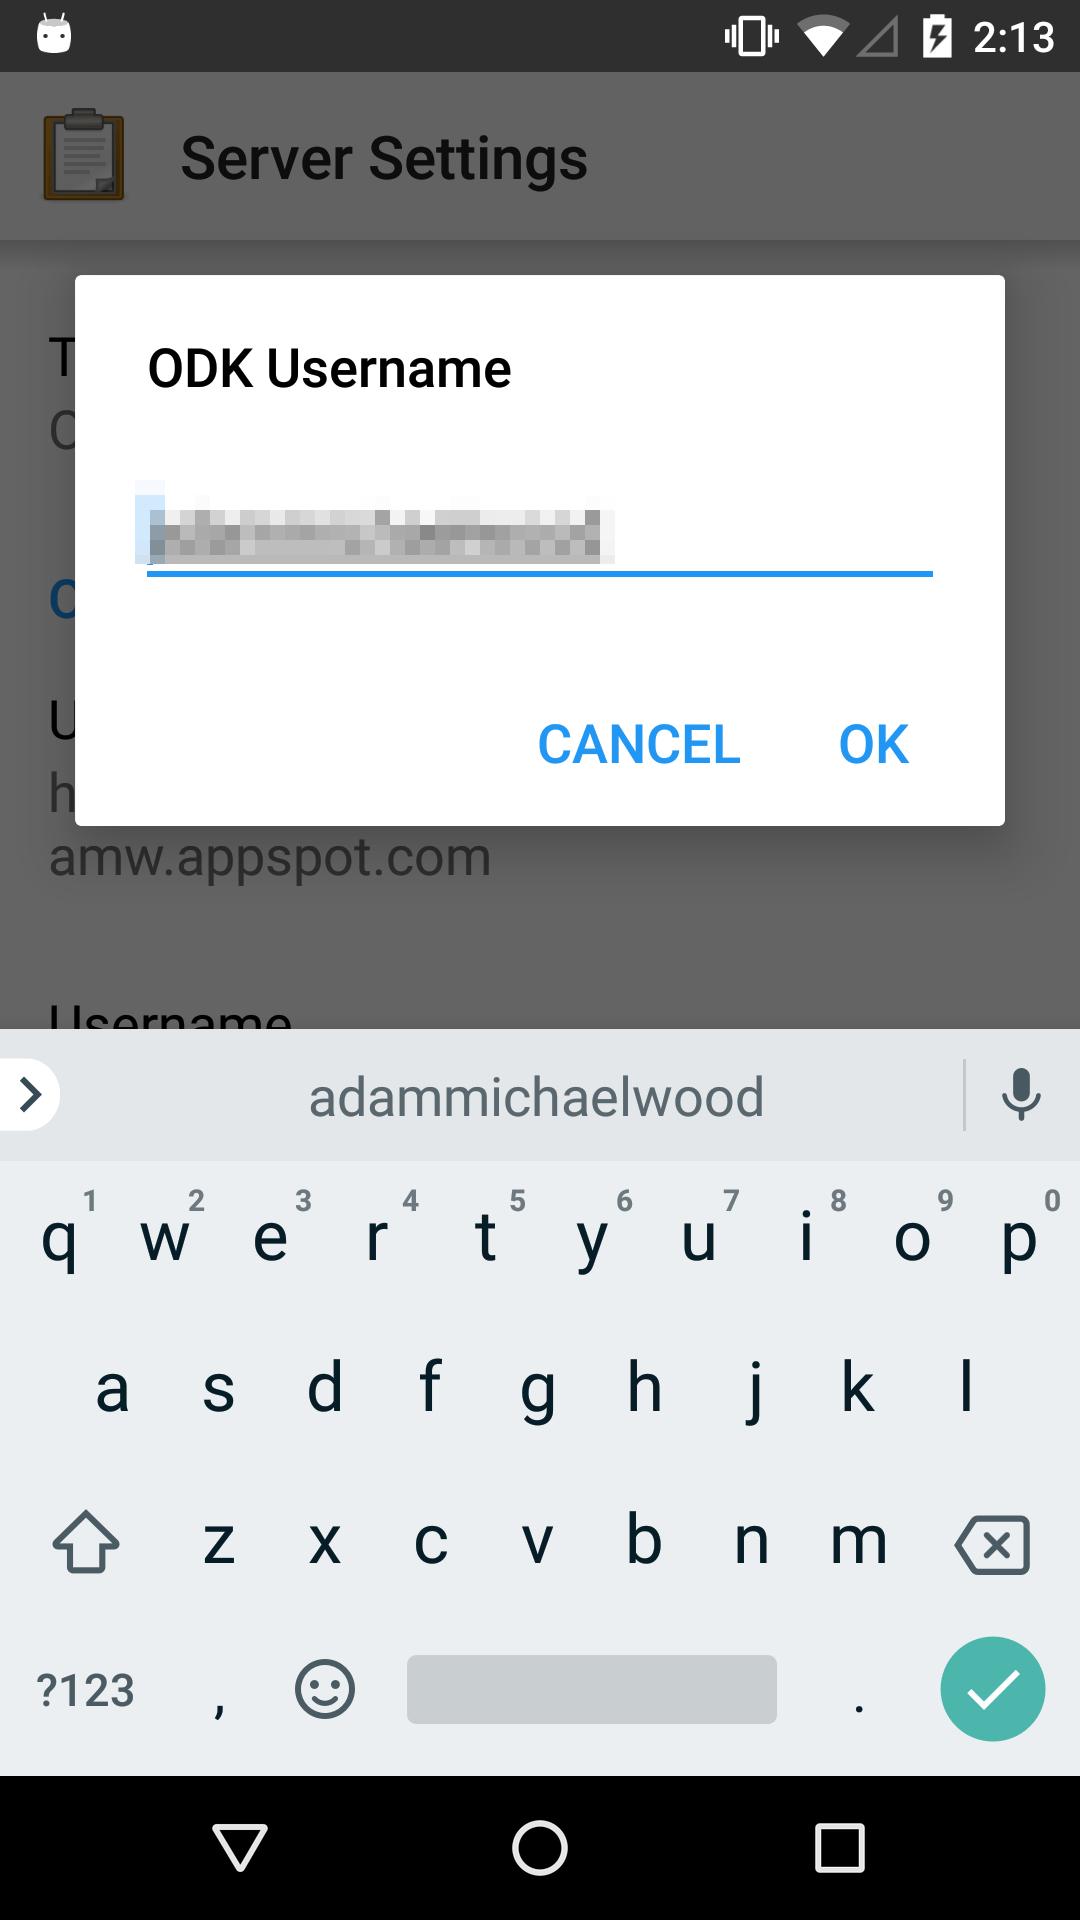 2:13
Server Settings
ODK Username
CANCEL OK
amw.appspot.com
Username
adammichaelwood
1 2 3 4 5 6 7 8 9 0
q w e r t y u i o p
a s d f g h j k l
z x c v b n m
?123 , .